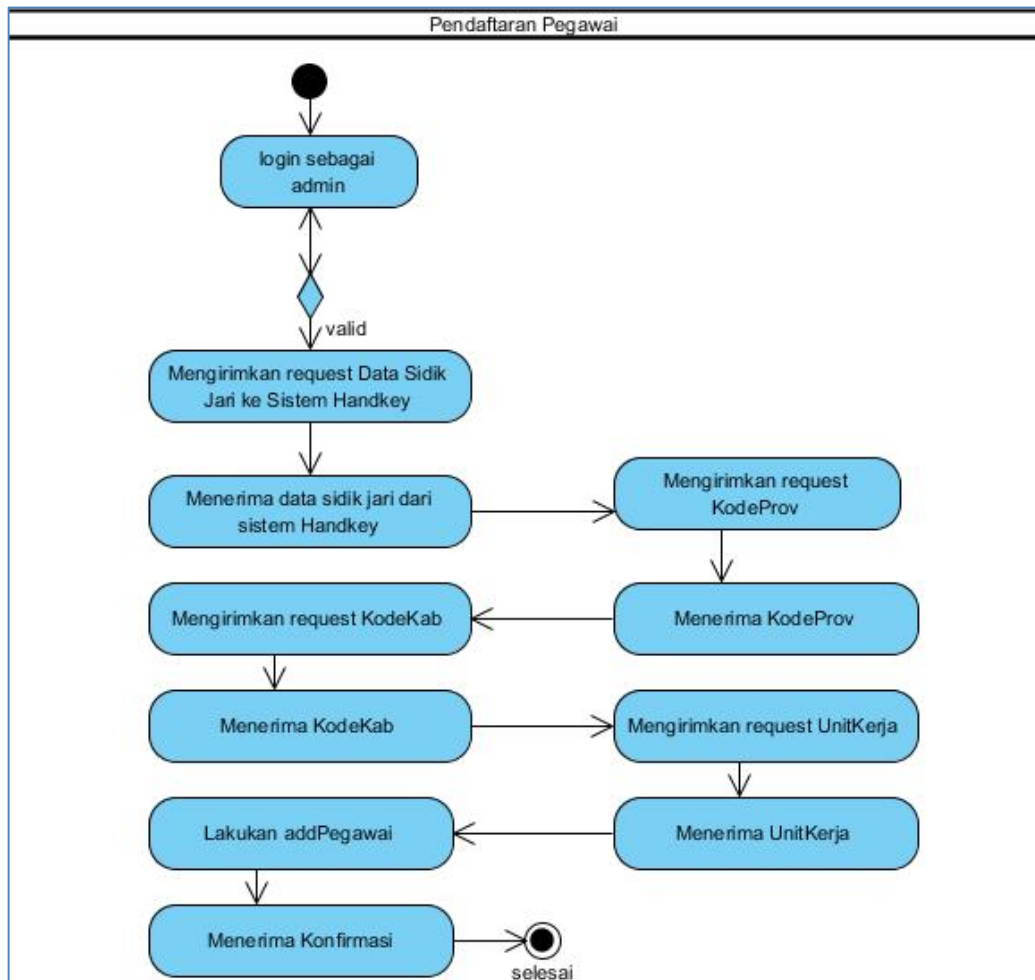 Pendaftaran Pegawai
login sebagai
admin
valid
Mengirimkan request Data Sidik
Jari ke Sistem Handkey
Menerima data sidik jari dari
sistem Handkey
Mengirimkan request
KodeProv
Menerima KodeProv
Mengirimkan request KodeKab
Menerima KodeKab
Mengirimkan request UnitKerja
Menerima UnitKerja
Lakukan addPegawai
Menerima Konfirmasi
selesai